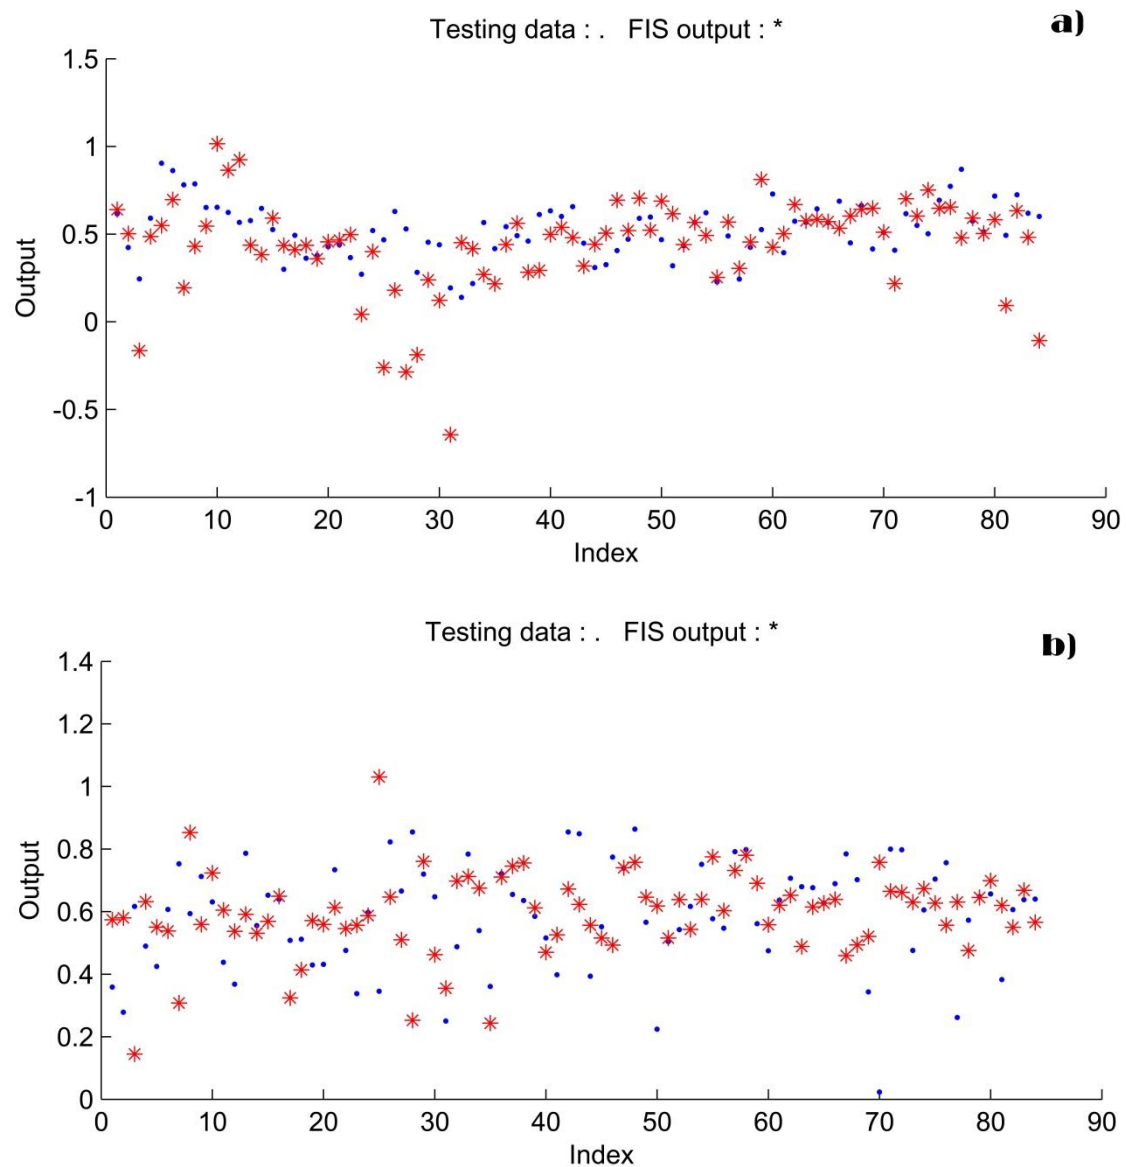 Testing data : .   FIS output : *
a)
1.5
1
0.5
0
-0.5
-1
Output
0 10 20 30 40 50 60 70 80 90
Index
Testing data : .   FIS output : *
b)
1.4
1.2
1
0.8
0.6
0.4
0.2
0
Output
0 10 20 30 40 50 60 70 80 90
Index